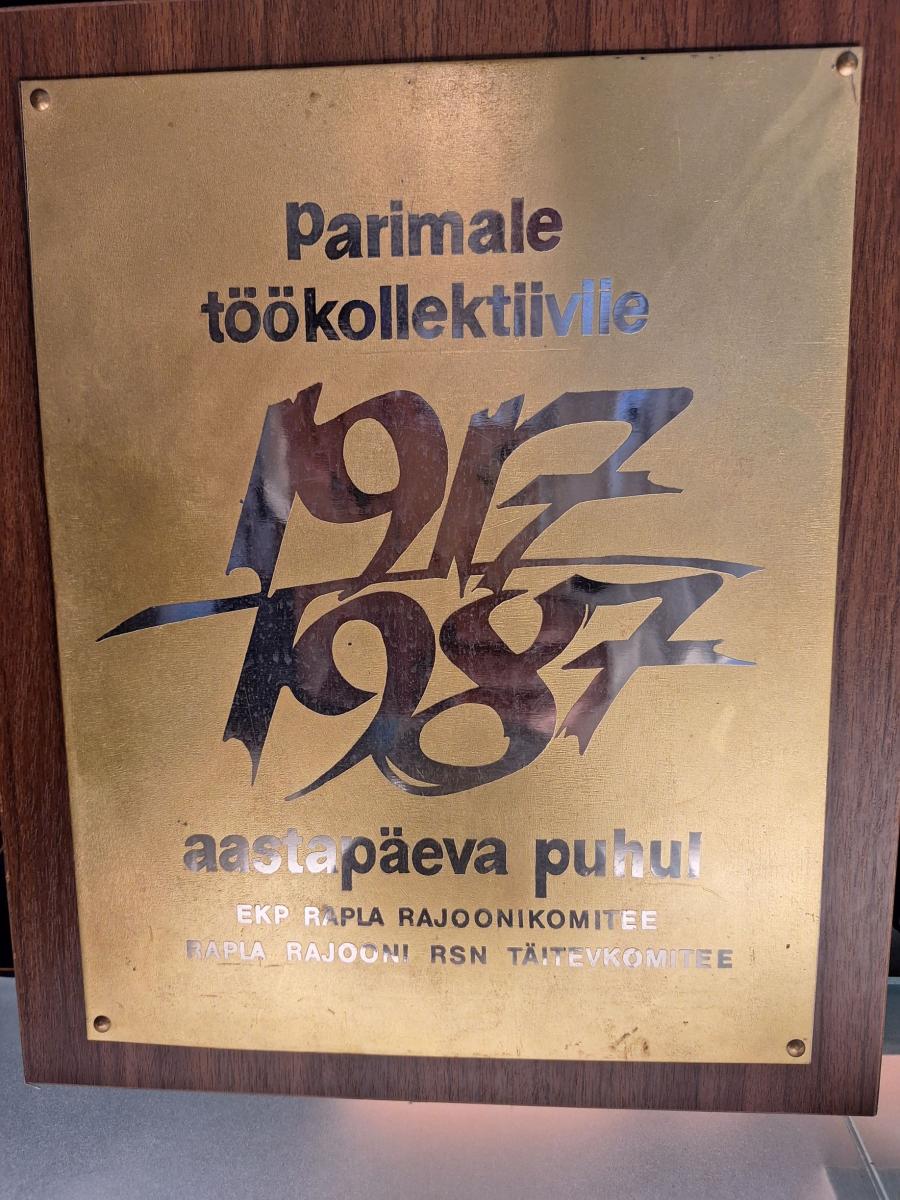 Parimale
töökollektiivile
1917
1987
aastapäeva puhul
EKP RAPLA RAJOONIKOMITEE
RAPLA RAJOONI RSN TÄITEVKOMITEE